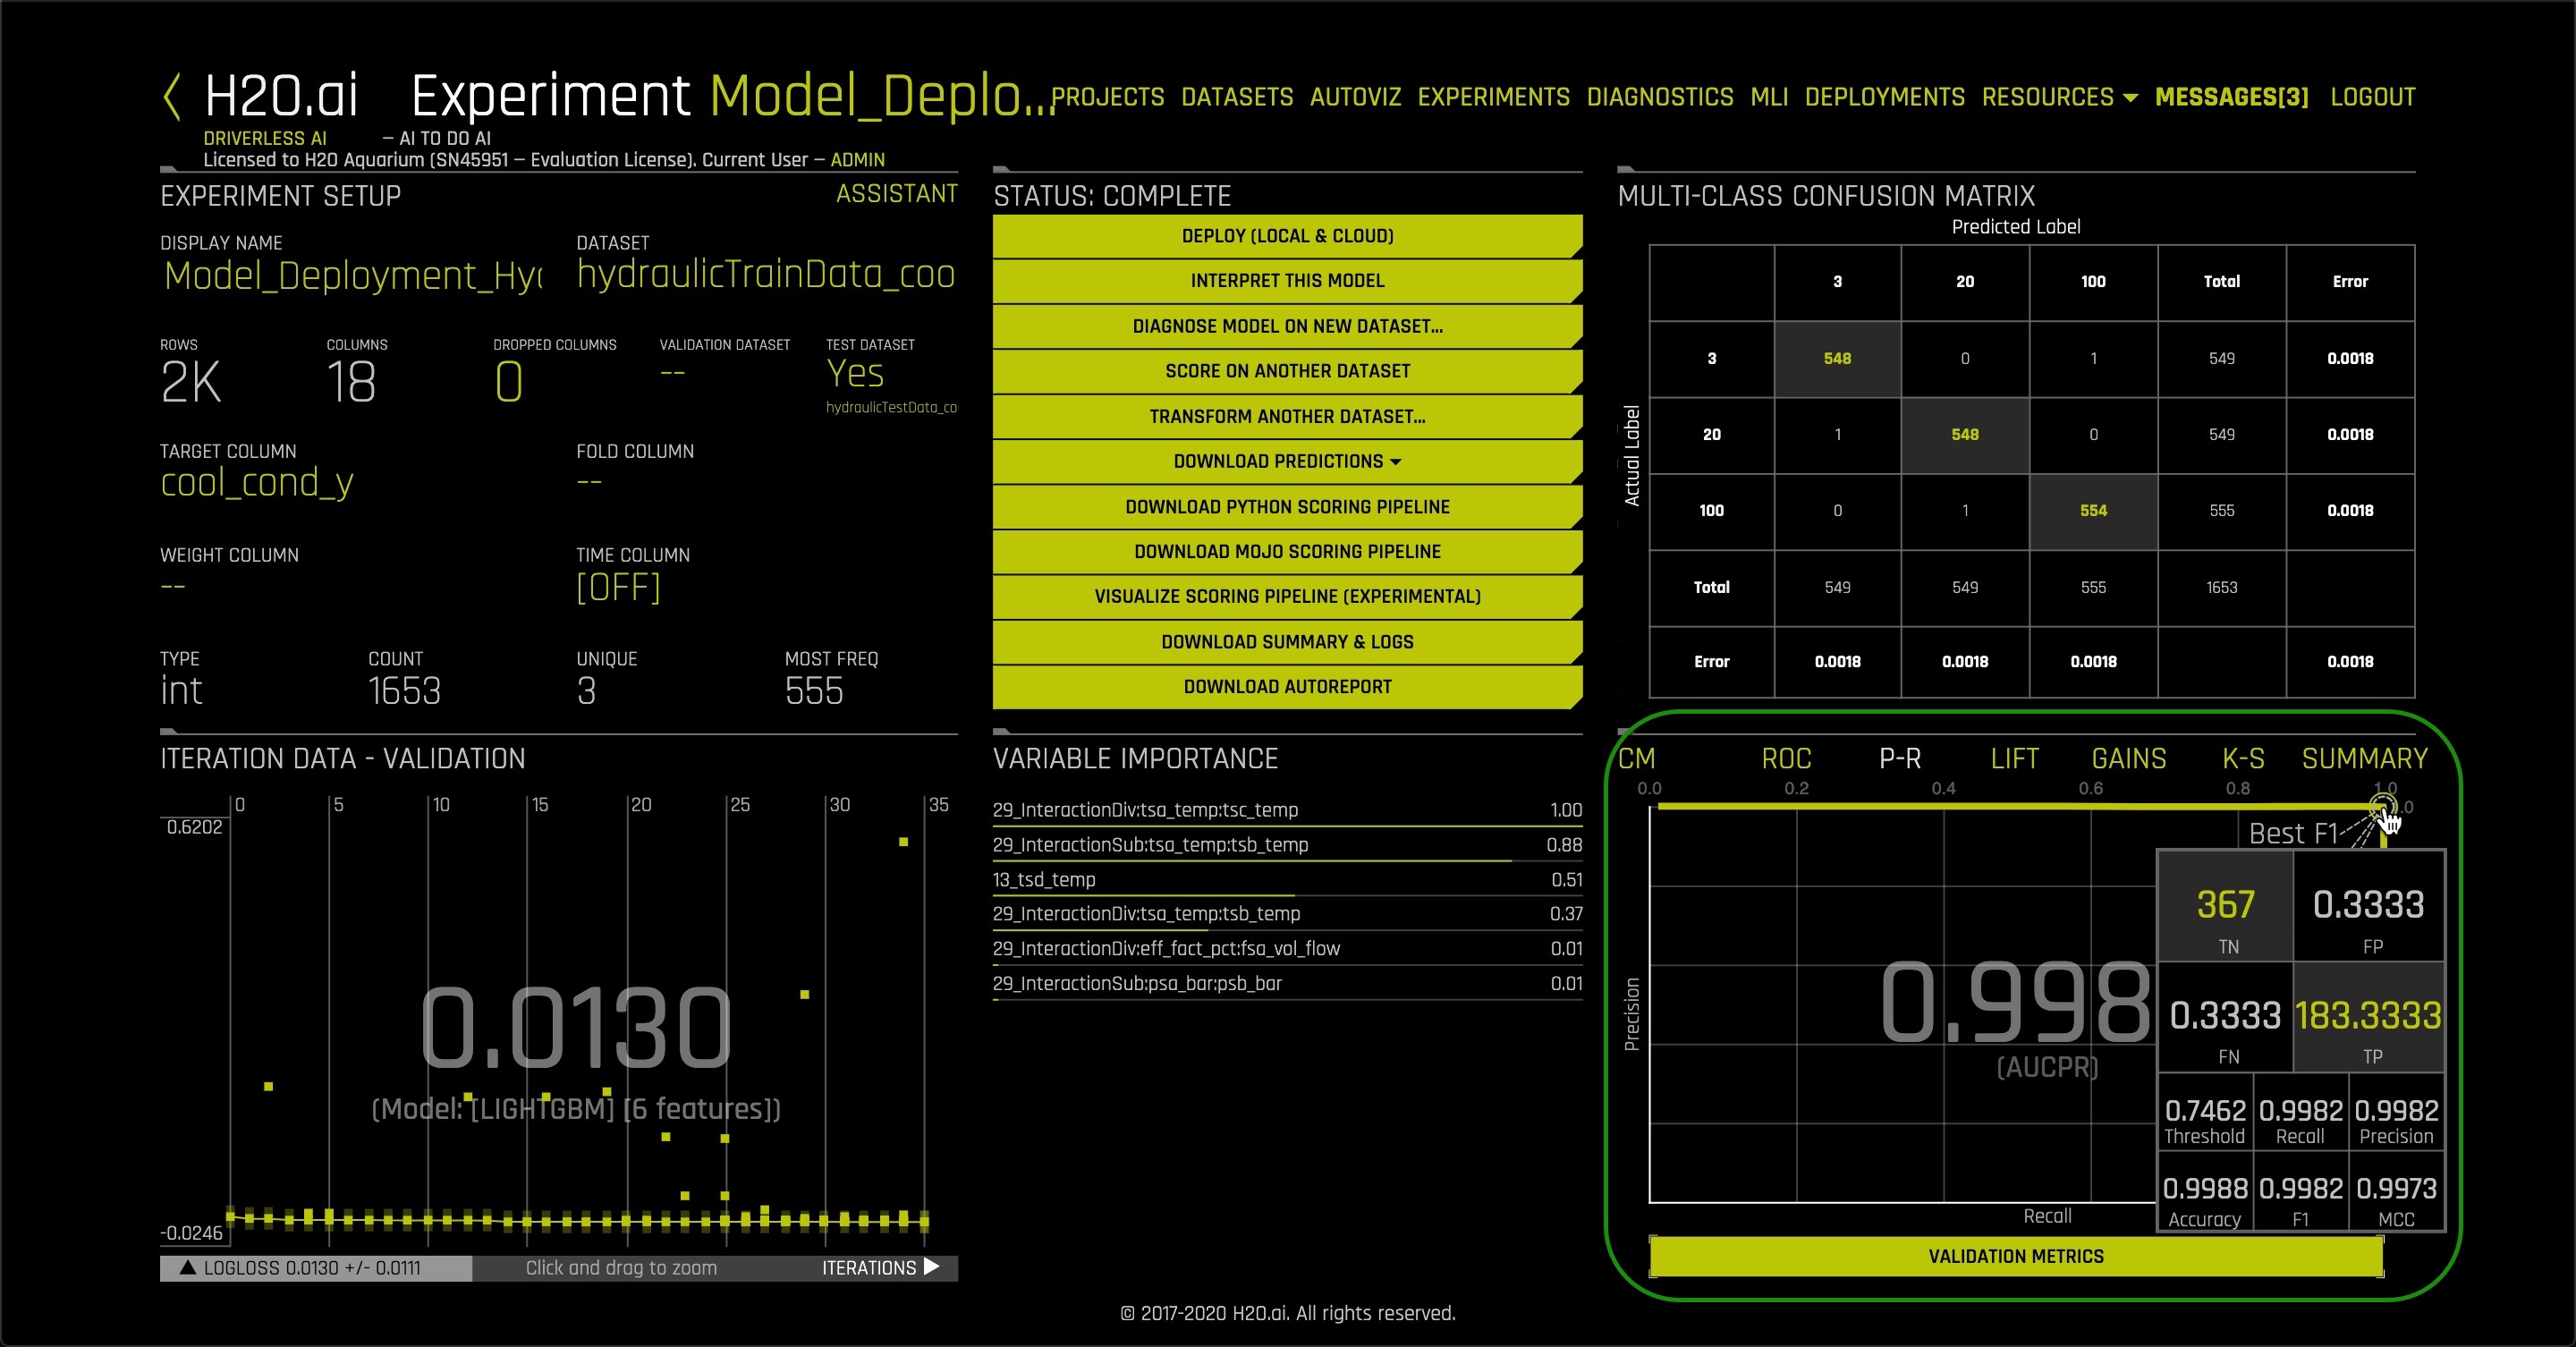 H2O.ai Experiment Model_Deplo...
PROJECTS DATASETS AUTOVIZ EXPERIMENTS DIAGNOSTICS MLI DEPLOYMENTS RESOURCES MESSAGES[3] LOGOUT
DRIVERLESS AI — AI TO DO AI
Licensed to H2O Aquarium (SN45951 — Evaluation License). Current User — ADMIN
EXPERIMENT SETUP
ASSISTANT
DISPLAY NAME DATASET
Model_Deployment_Hy hydraulicTrainData_coo
ROWS COLUMNS DROPPED COLUMNS VALIDATION DATASET TEST DATASET
2K 18 0 -- Yes
hydraulicTestData_co
TARGET COLUMN FOLD COLUMN
cool_cond_y --
WEIGHT COLUMN TIME COLUMN
-- [OFF]
TYPE COUNT UNIQUE MOST FREQ
int 1653 3 555
STATUS: COMPLETE
DEPLOY (LOCAL & CLOUD)
INTERPRET THIS MODEL
DIAGNOSE MODEL ON NEW DATASET...
SCORE ON ANOTHER DATASET
TRANSFORM ANOTHER DATASET...
DOWNLOAD PREDICTIONS
DOWNLOAD PYTHON SCORING PIPELINE
DOWNLOAD MOJO SCORING PIPELINE
VISUALIZE SCORING PIPELINE (EXPERIMENTAL)
DOWNLOAD SUMMARY & LOGS
DOWNLOAD AUTOREPORT
MULTI-CLASS CONFUSION MATRIX
Predicted Label
Actual Label
3 20 100 Total Error
3 548 0 1 549 0.0018
20 1 548 0 549 0.0018
100 0 1 554 555 0.0018
Total 549 549 555 1653
Error 0.0018 0.0018 0.0018 0.0018
ITERATION DATA - VALIDATION
0 5 10 15 20 25 30 35
0.6202
0.0130
(Model: [LIGHTGBM] [6 features])
-0.0246
LOGLOSS 0.0130 +/- 0.0111 Click and drag to zoom ITERATIONS
VARIABLE IMPORTANCE
29_InteractionDiv:tsa_temp:tsc_temp 1.00
29_InteractionSub:tsa_temp:tsb_temp 0.88
13_tsd_temp 0.51
29_InteractionDiv:tsa_temp:tsb_temp 0.37
29_InteractionDiv:eff_fact_pct:fsa_vol_flow 0.01
29_InteractionSub:psa_bar:psb_bar 0.01
CM ROC P-R LIFT GAINS K-S SUMMARY
0.0 0.2 0.4 0.6 0.8 1.0
.0
Best F1
Precision
0.998
(AUCPR)
367 0.3333
TN FP
0.3333 183.3333
FN TP
0.7462 0.9982 0.9982
Threshold Recall Precision
0.9988 0.9982 0.9973
Accuracy F1 MCC
Recall
VALIDATION METRICS
© 2017-2020 H2O.ai. All rights reserved.